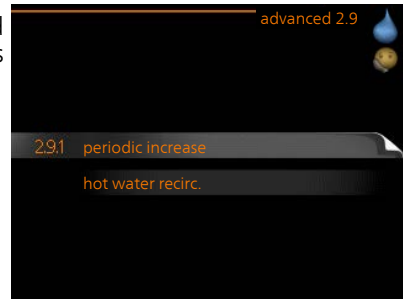 advanced 2.9
2.9.1 periodic increase
hot water recirc.